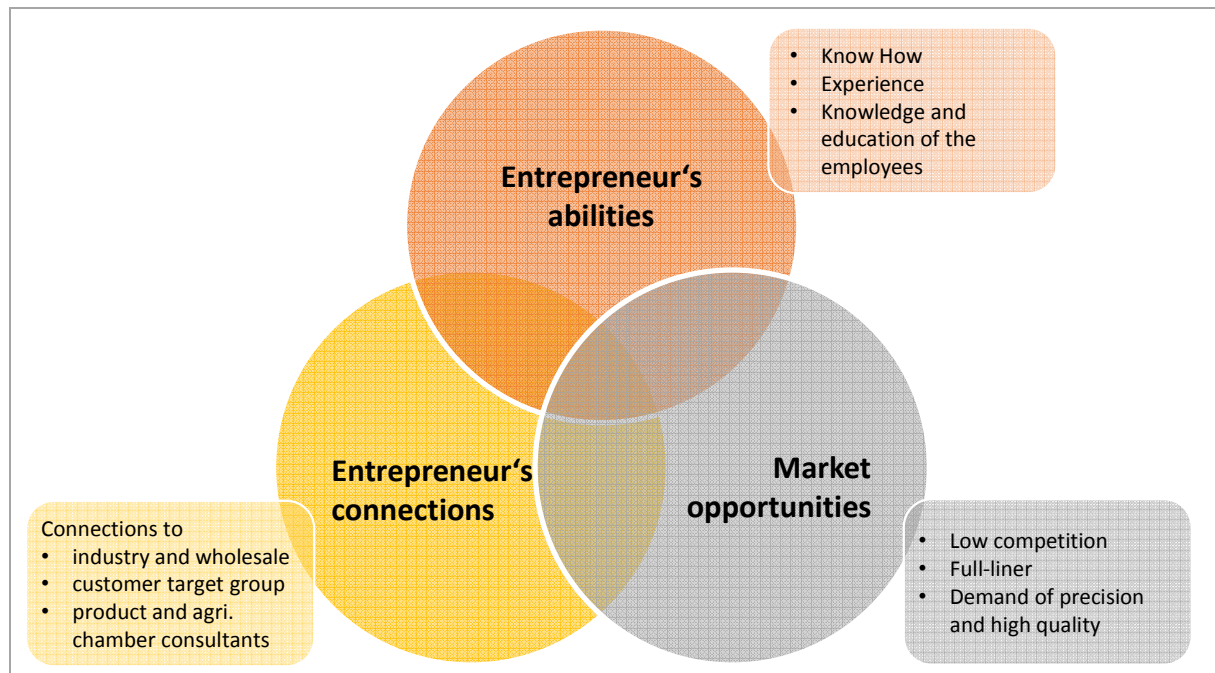 • Know How
• Experience
• Knowledge and
education of the
employees
Entrepreneur‘s
abilities
Entrepreneur‘s
connections
Market
opportunities
Connections to
• industry and wholesale
• customer target group
• product and agri.
chamber consultants
• Low competition
• Full-liner
• Demand of precision
and high quality